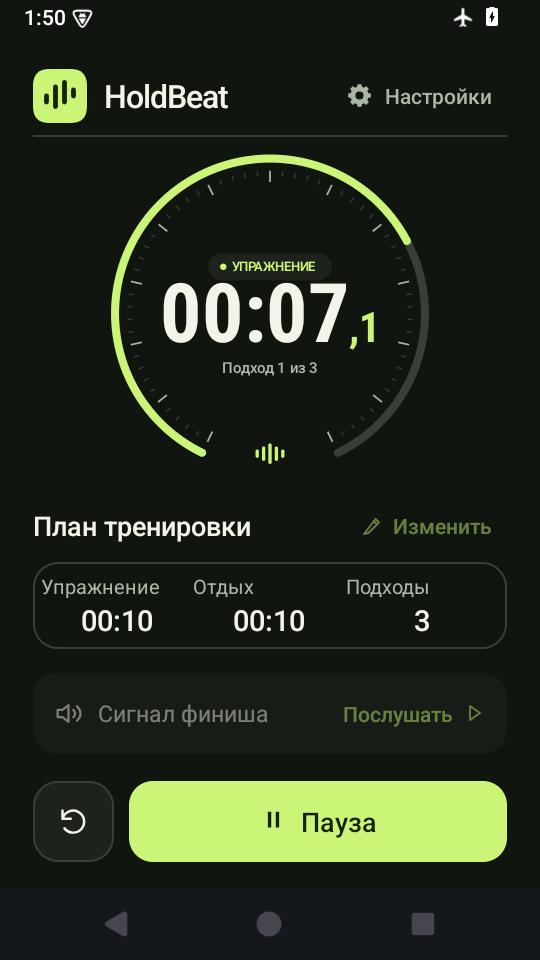 1:50
HoldBeat
Настройки
УПРАЖНЕНИЕ
00:07,1
Подход 1 из 3
План тренировки
Изменить
Упражнение Отдых Подходы
00:10 00:10 3
Сигнал финиша
Послушать
Пауза